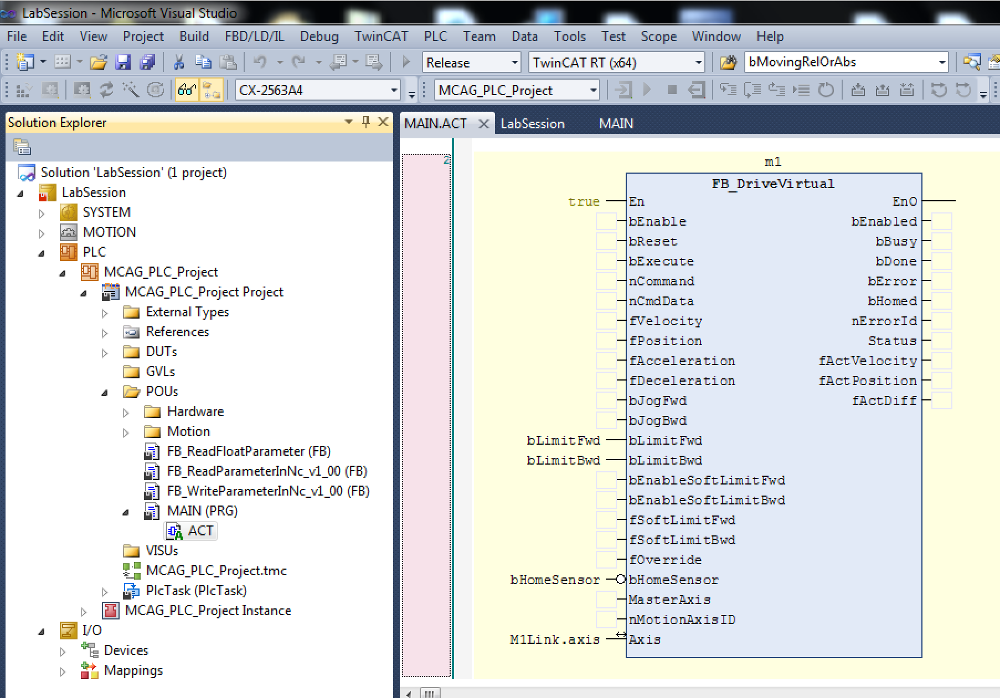 LabSession - Microsoft Visual Studio
File Edit View Project Build FBD/LD/IL Debug TwinCAT PLC Team Data Tools Test Scope Window Help
Release TwinCAT RT (x64) bMovingRelOrAbs
CX-2563A4 MCAG_PLC_Project
Solution Explorer
Solution 'LabSession' (1 project)
LabSession
SYSTEM
MOTION
PLC
MCAG_PLC_Project
MCAG_PLC_Project Project
External Types
References
DUTs
GVLs
POUs
Hardware
Motion
FB_ReadFloatParameter (FB)
FB_ReadParameterInNc_v1_00 (FB)
FB_WriteParameterInNc_v1_00 (FB)
MAIN (PRG)
ACT
VISUs
MCAG_PLC_Project.tmc
PlcTask (PlcTask)
MCAG_PLC_Project Instance
I/O
Devices
Mappings
MAIN.ACT LabSession MAIN
2
m1
FB_DriveVirtual
true En EnO
bEnable bEnabled
bReset bBusy
bExecute bDone
nCommand bError
nCmdData bHomed
fVelocity nErrorId
fPosition Status
fAcceleration fActVelocity
fDeceleration fActPosition
bJogFwd fActDiff
bJogBwd
bLimitFwd bLimitFwd
bLimitBwd bLimitBwd
bEnableSoftLimitFwd
bEnableSoftLimitBwd
fSoftLimitFwd
fSoftLimitBwd
fOverride
bHomeSensor bHomeSensor
MasterAxis
nMotionAxisID
M1Link.axis Axis